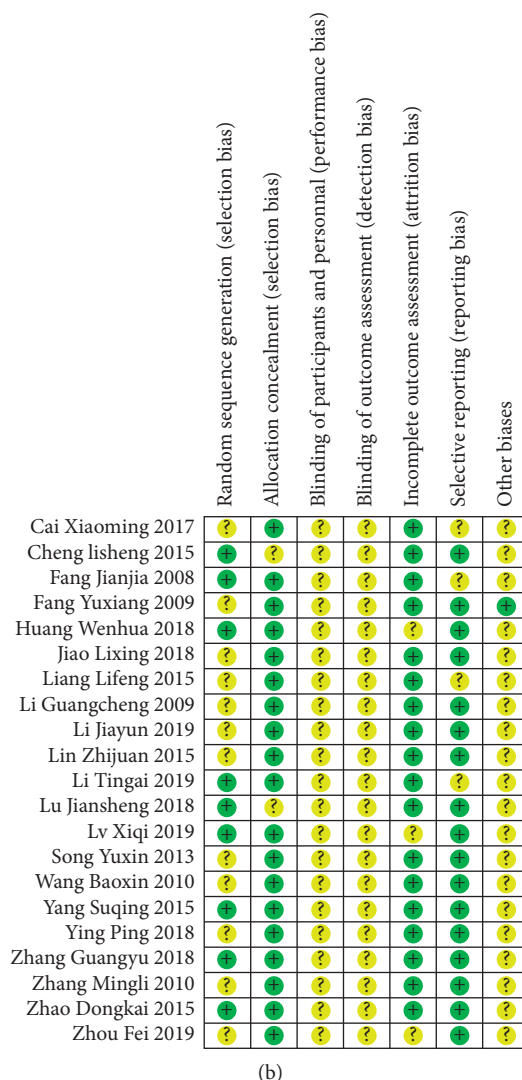 Random sequence generation (selection bias)
Allocation concealment (selection bias)
Blinding of participants and personnal (performance bias)
Blinding of outcome assessment (detection bias)
Incomplete outcome assessment (attrition bias)
Selective reporting (reporting bias)
Other biases
Cai Xiaoming 2017 ? + ? ? + ? ?
Cheng lisheng 2015 + ? ? ? + + ?
Fang Jianjia 2008 + + ? ? + ? ?
Fang Yuxiang 2009 ? + ? ? + + +
Huang Wenhua 2018 + + ? ? ? + ?
Jiao Lixing 2018 ? + ? ? + + ?
Liang Lifeng 2015 ? + ? ? + ? ?
Li Guangcheng 2009 ? + ? ? + + ?
Li Jiayun 2019 ? + ? ? + + ?
Lin Zhijuan 2015 ? + ? ? + + ?
Li Tingai 2019 + + ? ? + ? ?
Lu Jiansheng 2018 + ? ? ? + + ?
Lv Xiqi 2019 + + ? ? ? + ?
Song Yuxin 2013 ? + ? ? + + ?
Wang Baoxin 2010 ? + ? ? + + ?
Yang Suqing 2015 + + ? ? + + ?
Ying Ping 2018 ? + ? ? + + ?
Zhang Guangyu 2018 + + ? ? + + ?
Zhang Mingli 2010 ? + ? ? + + ?
Zhao Dongkai 2015 + + ? ? + + ?
Zhou Fei 2019 ? + ? ? ? + ?
(b)